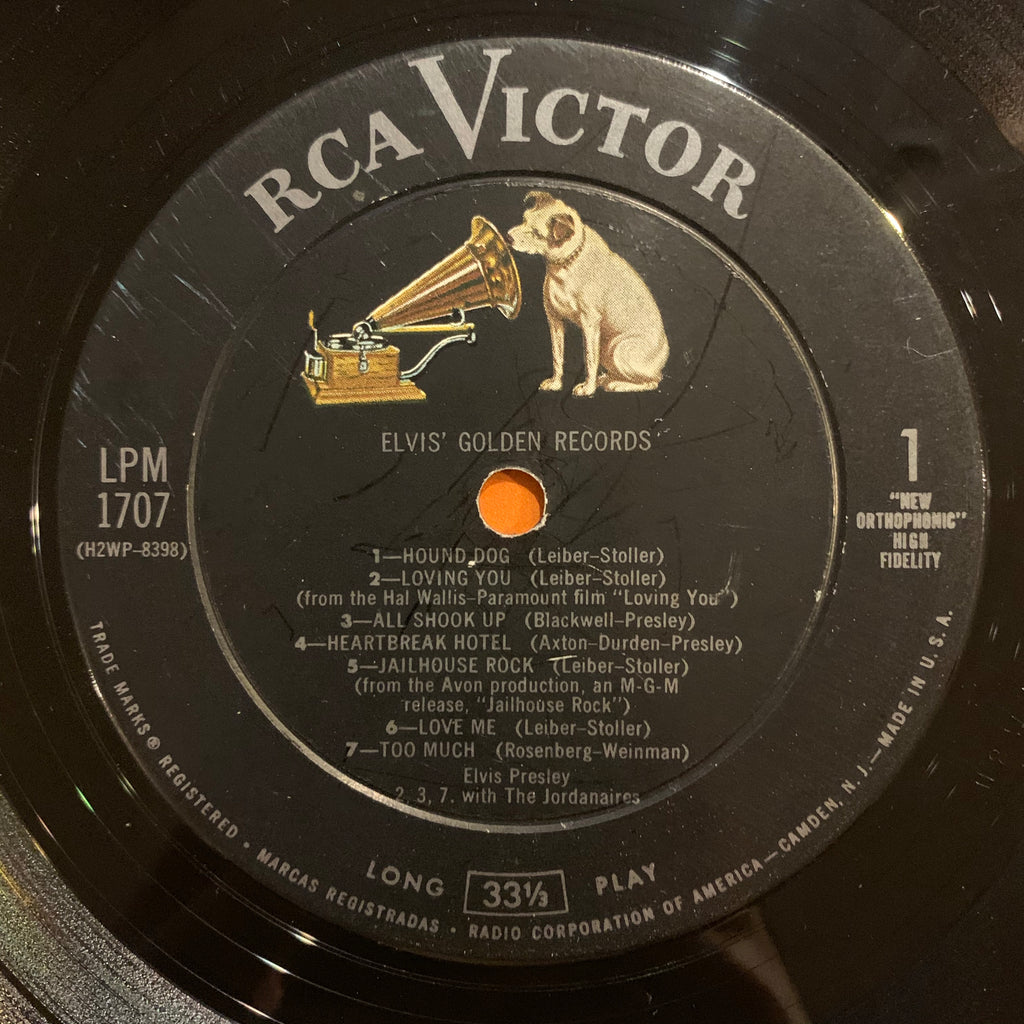 RCA VICTOR
ELVIS' GOLDEN RECORDS
LPM
1707
(H2WP–8398)
1
"NEW
ORTHOPHONIC"
HIGH
FIDELITY
1—HOUND DOG (Leiber–Stoller)
2—LOVING YOU (Leiber–Stoller)
(from the Hal Wallis–Paramount film "Loving You")
3—ALL SHOOK UP (Blackwell–Presley)
4—HEARTBREAK HOTEL (Axton–Durden–Presley)
5—JAILHOUSE ROCK (Leiber–Stoller)
(from the Avon production, an M-G-M
release, "Jailhouse Rock")
6—LOVE ME (Leiber–Stoller)
7—TOO MUCH (Rosenberg–Weinman)
Elvis Presley
2, 3, 7. with The Jordanaires
LONG 33⅓ PLAY
TRADE MARKS ® REGISTERED • MARCAS REGISTRADAS • RADIO CORPORATION OF AMERICA—CAMDEN, N. J.—MADE IN U. S. A.